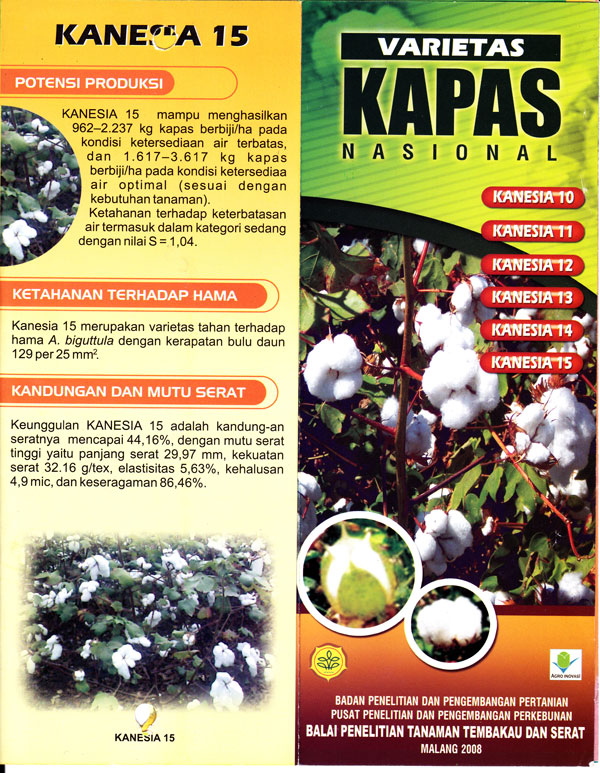 KANESIA 15
POTENSI PRODUKSI
KANESIA 15 mampu menghasilkan
962–2.237 kg kapas berbiji/ha pada
kondisi ketersediaan air terbatas,
dan 1.617–3.617 kg kapas
berbiji/ha pada kondisi ketersediaa
air optimal (sesuai dengan
kebutuhan tanaman).
Ketahanan terhadap keterbatasan
air termasuk dalam kategori sedang
dengan nilai S = 1,04.
KETAHANAN TERHADAP HAMA
Kanesia 15 merupakan varietas tahan terhadap
hama A. biguttula dengan kerapatan bulu daun
129 per 25 mm².
KANDUNGAN DAN MUTU SERAT
Keunggulan KANESIA 15 adalah kandung-an
seratnya mencapai 44,16%, dengan mutu serat
tinggi yaitu panjang serat 29,97 mm, kekuatan
serat 32.16 g/tex, elastisitas 5,63%, kehalusan
4,9 mic, dan keseragaman 86,46%.
KANESIA 15
VARIETAS
KAPAS
NASIONAL
KANESIA 10
KANESIA 11
KANESIA 12
KANESIA 13
KANESIA 14
KANESIA 15
AGRO INOVASI
BADAN PENELITIAN DAN PENGEMBANGAN PERTANIAN
PUSAT PENELITIAN DAN PENGEMBANGAN PERKEBUNAN
BALAI PENELITIAN TANAMAN TEMBAKAU DAN SERAT
MALANG 2008